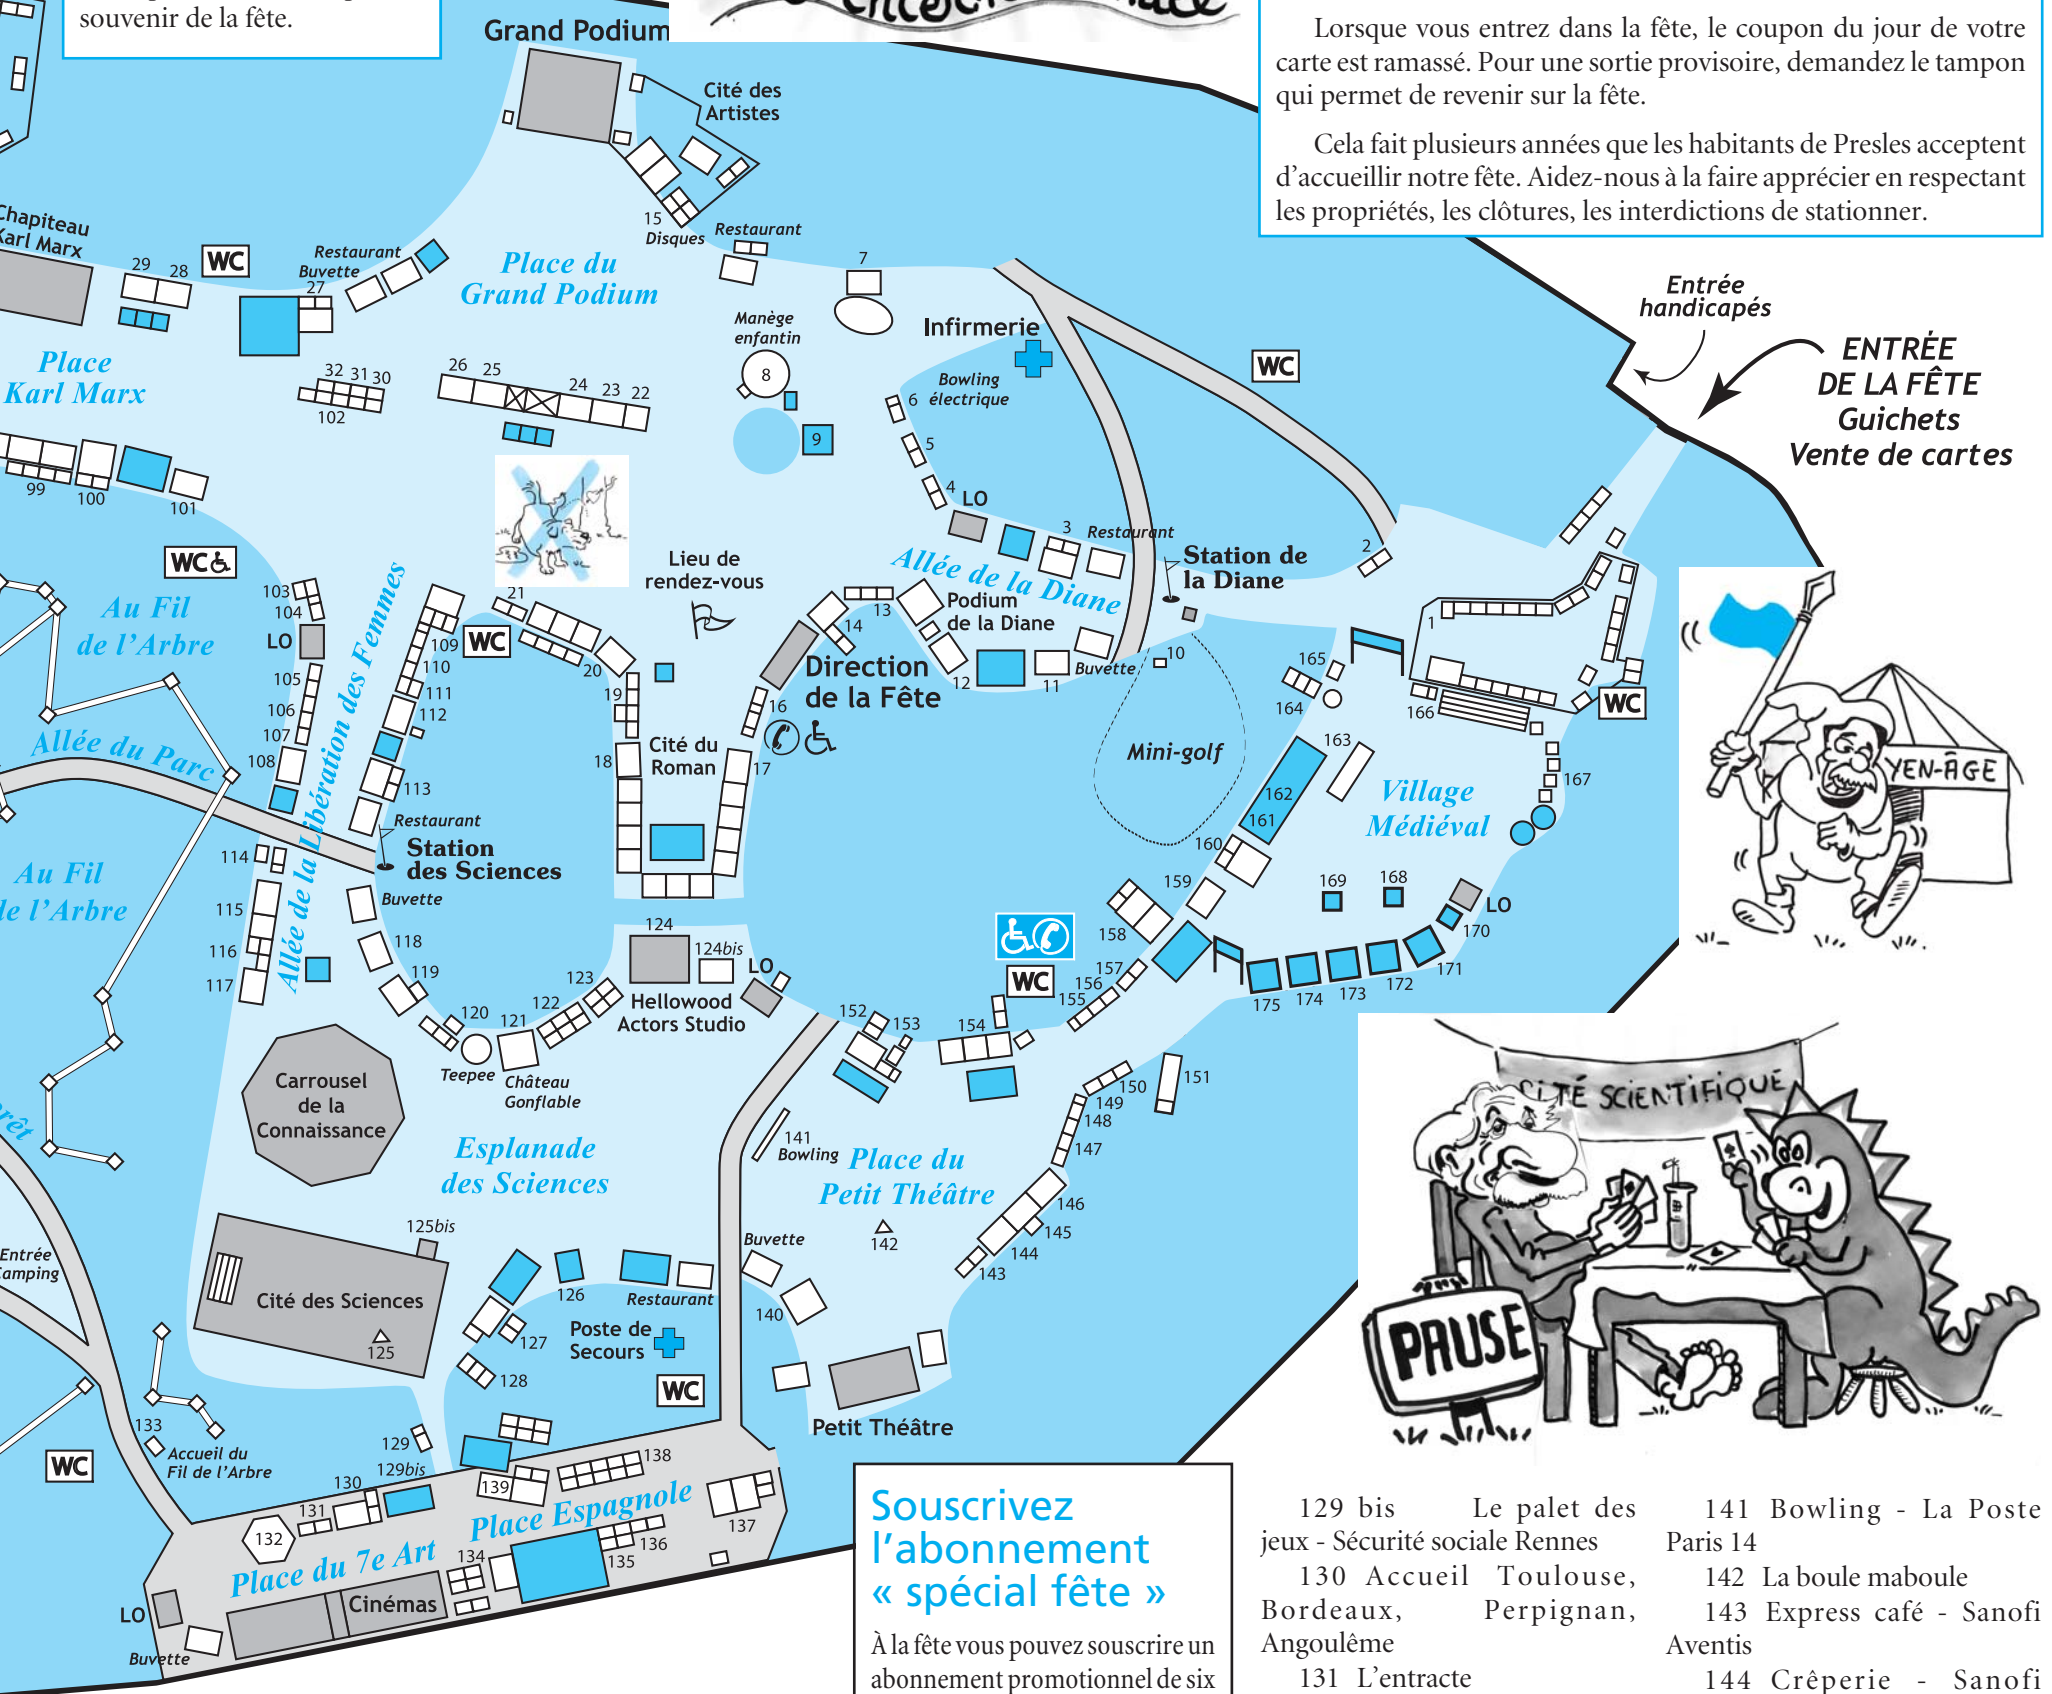 souvenir de la fête.
Lorsque vous entrez dans la fête, le coupon du jour de votre
carte est ramassé. Pour une sortie provisoire, demandez le tampon
qui permet de revenir sur la fête.
Cela fait plusieurs années que les habitants de Presles acceptent
d'accueillir notre fête. Aidez-nous à la faire apprécier en respectant
les propriétés, les clôtures, les interdictions de stationner.
Grand Podium
Cité des
Artistes
15
Disques
Restaurant
7
Chapiteau
Karl Marx
29
28
WC
Restaurant
Buvette
27
Place du
Grand Podium
Manège
enfantin
8
9
Infirmerie
Bowling
électrique
6
5
4
LO
WC
Entrée
handicapés
ENTRÉE
DE LA FÊTE
Guichets
Vente de cartes
Place
Karl Marx
32
31
30
102
26
25
24
23
22
99
100
101
3
Restaurant
Allée de la Diane
Station de
la Diane
2
WC
103
104
LO
Au Fil
de l'Arbre
Allée de la Libération des Femmes
21
WC
109
110
111
112
113
20
19
18
Lieu de
rendez-vous
13
14
Podium
de la Diane
Direction
de la Fête
12
11
Buvette
10
16
17
Cité du
Roman
Mini-golf
105
106
107
108
Allée du Parc
Restaurant
Station
des Sciences
165
164
1
166
WC
163
162
161
160
167
Village
Médiéval
YEN-ÂGE
114
115
116
117
Au Fil
de l'Arbre
Buvette
118
119
120
Teepee
121
Château
Gonflable
122
123
124
124bis
LO
Hellowood
Actors Studio
159
158
169
168
LO
170
171
172
173
174
175
WC
157
156
155
154
153
152
151
150
149
148
147
146
145
144
143
Carrousel
de la
Connaissance
Esplanade
des Sciences
141
Bowling
Place du
Petit Théâtre
142
CITÉ SCIENTIFIQUE
PAUSE
125bis
Cité des Sciences
125
Entrée
Camping
126
127
128
Restaurant
Poste de
Secours
WC
Buvette
140
Petit Théâtre
133
Accueil du
Fil de l'Arbre
WC
129
129bis
130
131
132
139
138
137
136
135
134
Place Espagnole
Place du 7e Art
Cinémas
LO
Buvette
Souscrivez
l'abonnement
« spécial fête »
À la fête vous pouvez souscrire un
abonnement promotionnel de six
129 bis Le palet des
jeux - Sécurité sociale Rennes
130 Accueil Toulouse,
Bordeaux, Perpignan,
Angoulême
131 L'entracte
141 Bowling - La Poste
Paris 14
142 La boule maboule
143 Express café - Sanofi
Aventis
144 Crêperie - Sanofi